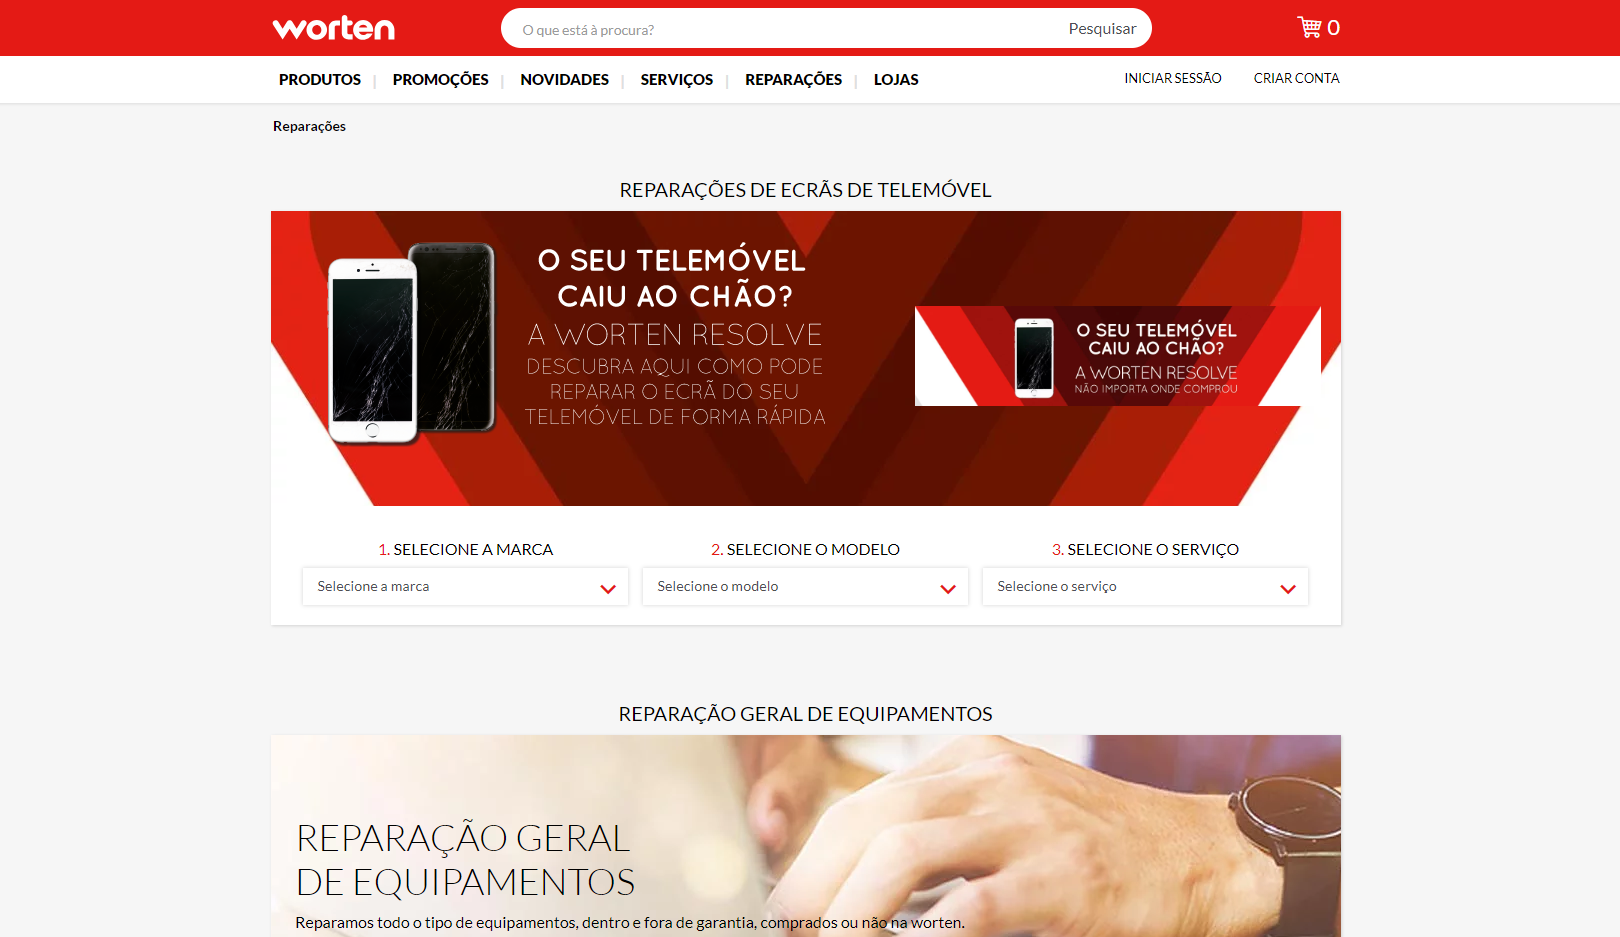 worten
O que está à procura?
Pesquisar
0
PRODUTOS | PROMOÇÕES | NOVIDADES | SERVIÇOS | REPARAÇÕES | LOJAS
INICIAR SESSÃO
CRIAR CONTA
Reparações
REPARAÇÕES DE ECRÃS DE TELEMÓVEL
O SEU TELEMÓVEL
CAIU AO CHÃO?
A WORTEN RESOLVE
DESCUBRA AQUI COMO PODE
REPARAR O ECRÃ DO SEU
TELEMÓVEL DE FORMA RÁPIDA
O SEU TELEMÓVEL
CAIU AO CHÃO?
A WORTEN RESOLVE
NÃO IMPORTA ONDE COMPROU
1. SELECIONE A MARCA
Selecione a marca
2. SELECIONE O MODELO
Selecione o modelo
3. SELECIONE O SERVIÇO
Selecione o serviço
REPARAÇÃO GERAL DE EQUIPAMENTOS
REPARAÇÃO GERAL
DE EQUIPAMENTOS
Reparamos todo o tipo de equipamentos, dentro e fora de garantia, comprados ou não na worten.